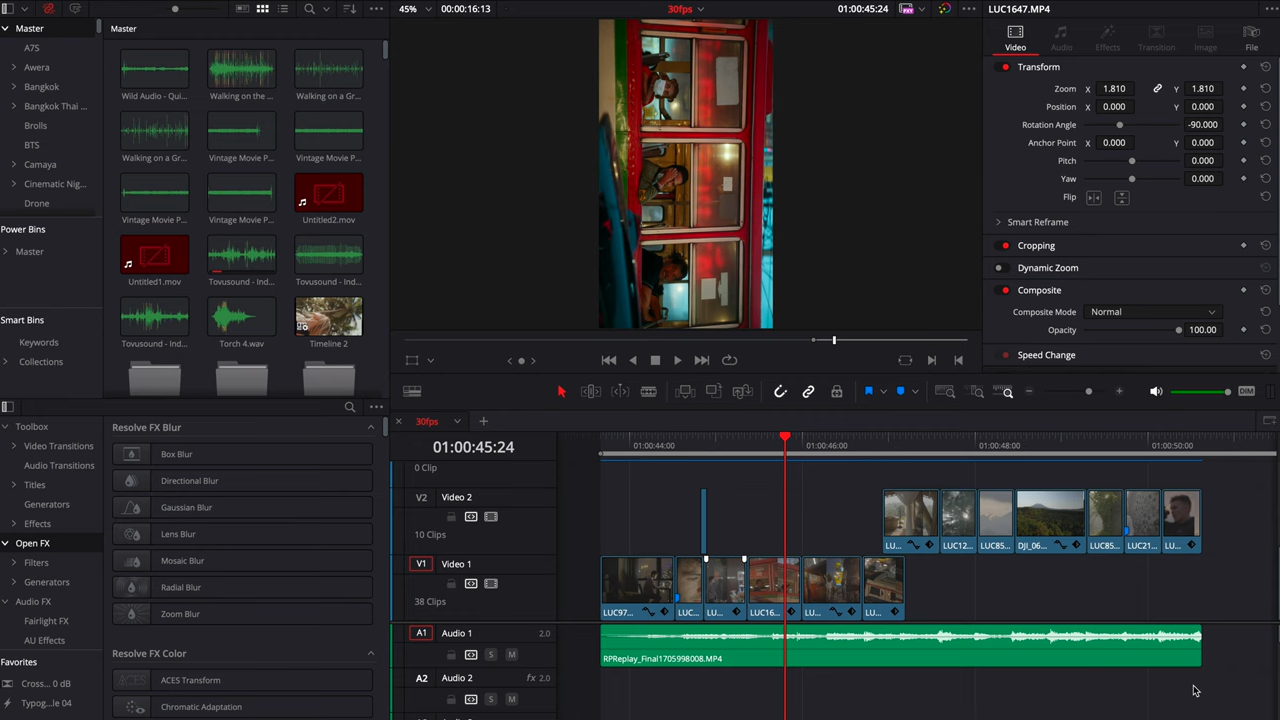 45%
00:00:16:13
30fps
01:00:45:24
LUC1647.MP4
Master
A7S
Awera
Bangkok
Bangkok Thai ...
Brolls
BTS
Camaya
Cinematic Nig...
Drone
Power Bins
Master
Smart Bins
Keywords
Collections
Master
Wild Audio - Qui...
Walking on the ...
Walking on a Gr...
Walking on a Gr...
Vintage Movie P...
Vintage Movie P...
Vintage Movie P...
Vintage Movie P...
Untitled2.mov
Untitled1.mov
Tovusound - Ind...
Tovusound - Ind...
Tovusound - Ind...
Torch 4.wav
Timeline 2
Video
Audio
Effects
Transition
Image
File
Transform
Zoom X 1.810 Y 1.810
Position X 0.000 Y 0.000
Rotation Angle -90.000
Anchor Point X 0.000 Y 0.000
Pitch 0.000
Yaw 0.000
Flip
Smart Reframe
Cropping
Dynamic Zoom
Composite
Composite Mode Normal
Opacity 100.00
Speed Change
DIM
Toolbox
Video Transitions
Audio Transitions
Titles
Generators
Effects
Open FX
Filters
Generators
Audio FX
Fairlight FX
AU Effects
Favorites
Cross... 0 dB
Typog...le 04
Resolve FX Blur
Box Blur
Directional Blur
Gaussian Blur
Lens Blur
Mosaic Blur
Radial Blur
Zoom Blur
Resolve FX Color
ACES Transform
Chromatic Adaptation
30fps
01:00:45:24
01:00:44:00
01:00:46:00
01:00:48:00
01:00:50:00
0 Clip
V2 Video 2
10 Clips
LU...
LUC12...
LUC85...
DJI_06...
LUC85...
LUC21...
LU...
V1 Video 1
38 Clips
LUC97...
LUC...
LU...
LUC16...
LU...
LU...
A1 Audio 1 2.0
S M
RPReplay_Final1705998008.MP4
A2 Audio 2 fx 2.0
S M